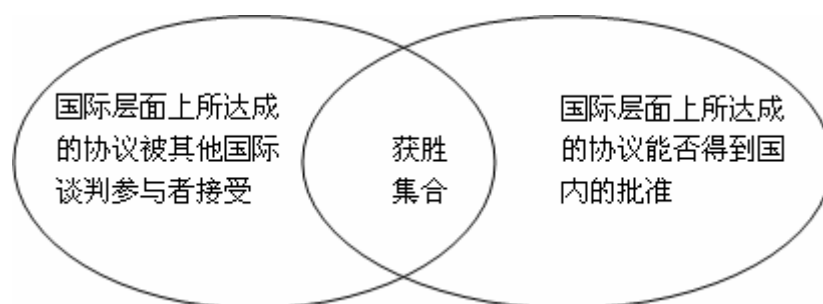 国际层面上所达成
的协议被其他国际
谈判参与者接受
获胜
集合
国际层面上所达成
的协议能否得到国
内的批准